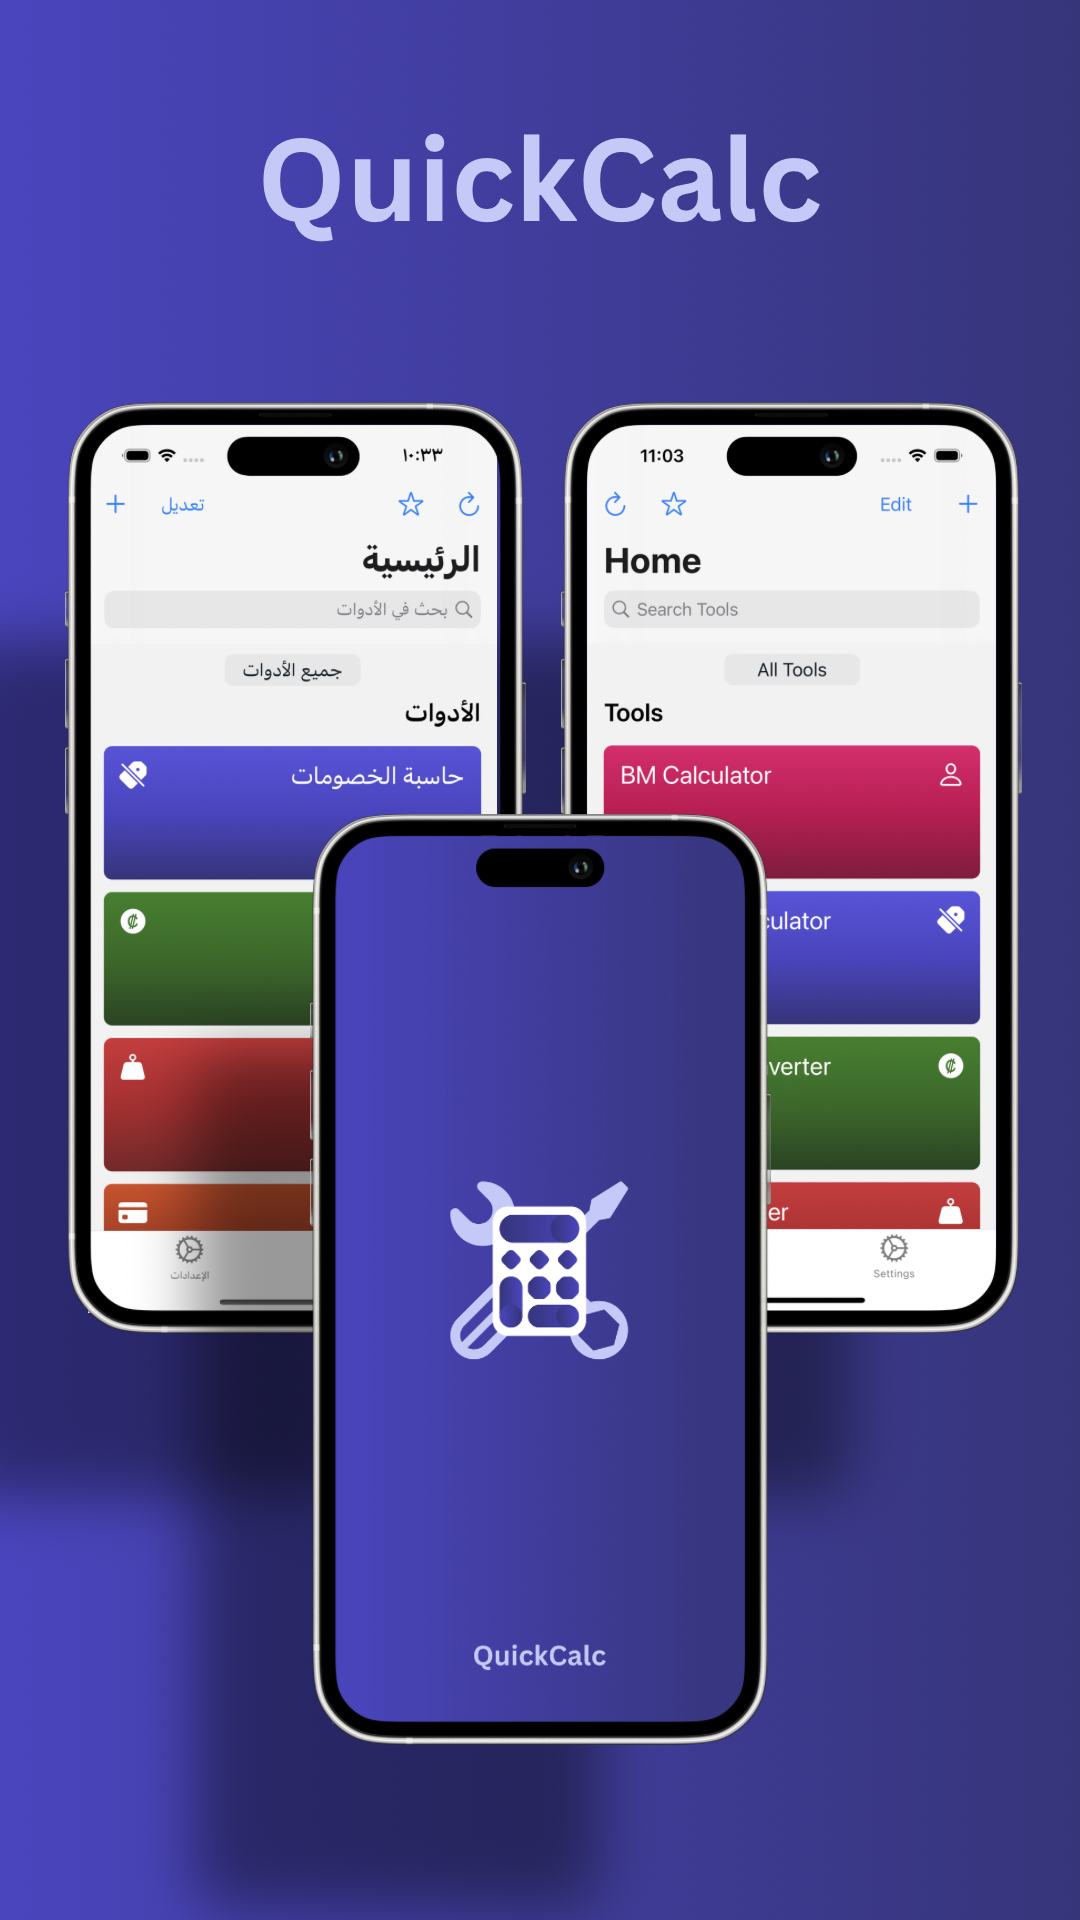 QuickCalc
١٠:٣٣
تعديل
الرئيسية
بحث في الأدوات
جميع الأدوات
الأدوات
حاسبة الخصومات
الإعدادات
11:03
Edit
Home
Search Tools
All Tools
Tools
BM Calculator
culator
verter
er
Settings
QuickCalc